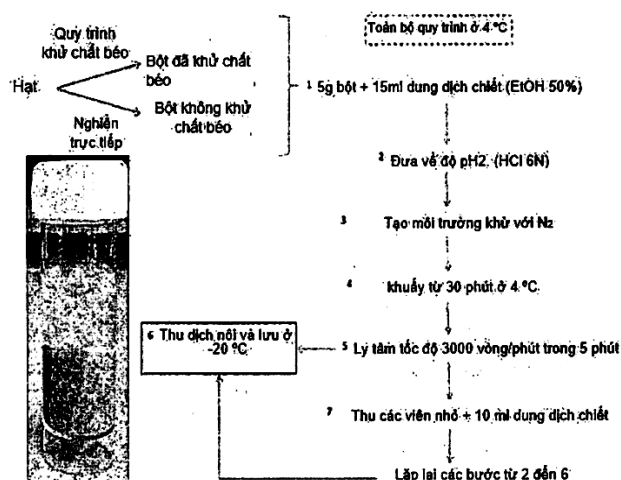 Quy trình
khử chất béo
Hạt
Bột đã khử chất
béo
Bột không khử
chất béo
Nghiền
trực tiếp
Toàn bộ quy trình ở 4 ºC
1 5g bột + 15ml dung dịch chiết (EtOH 50%)
2 Đưa về độ pH2 (HCl 6N)
3 Tạo môi trường khử với N2
4 khuấy từ 30 phút ở 4 ºC
5 Ly tâm tốc độ 3000 vòng/phút trong 5 phút
6 Thu dịch nổi và lưu ở
-20 ºC
7 Thu các viên nhỏ + 10 ml dung dịch chiết
Lặp lại các bước từ 2 đến 6